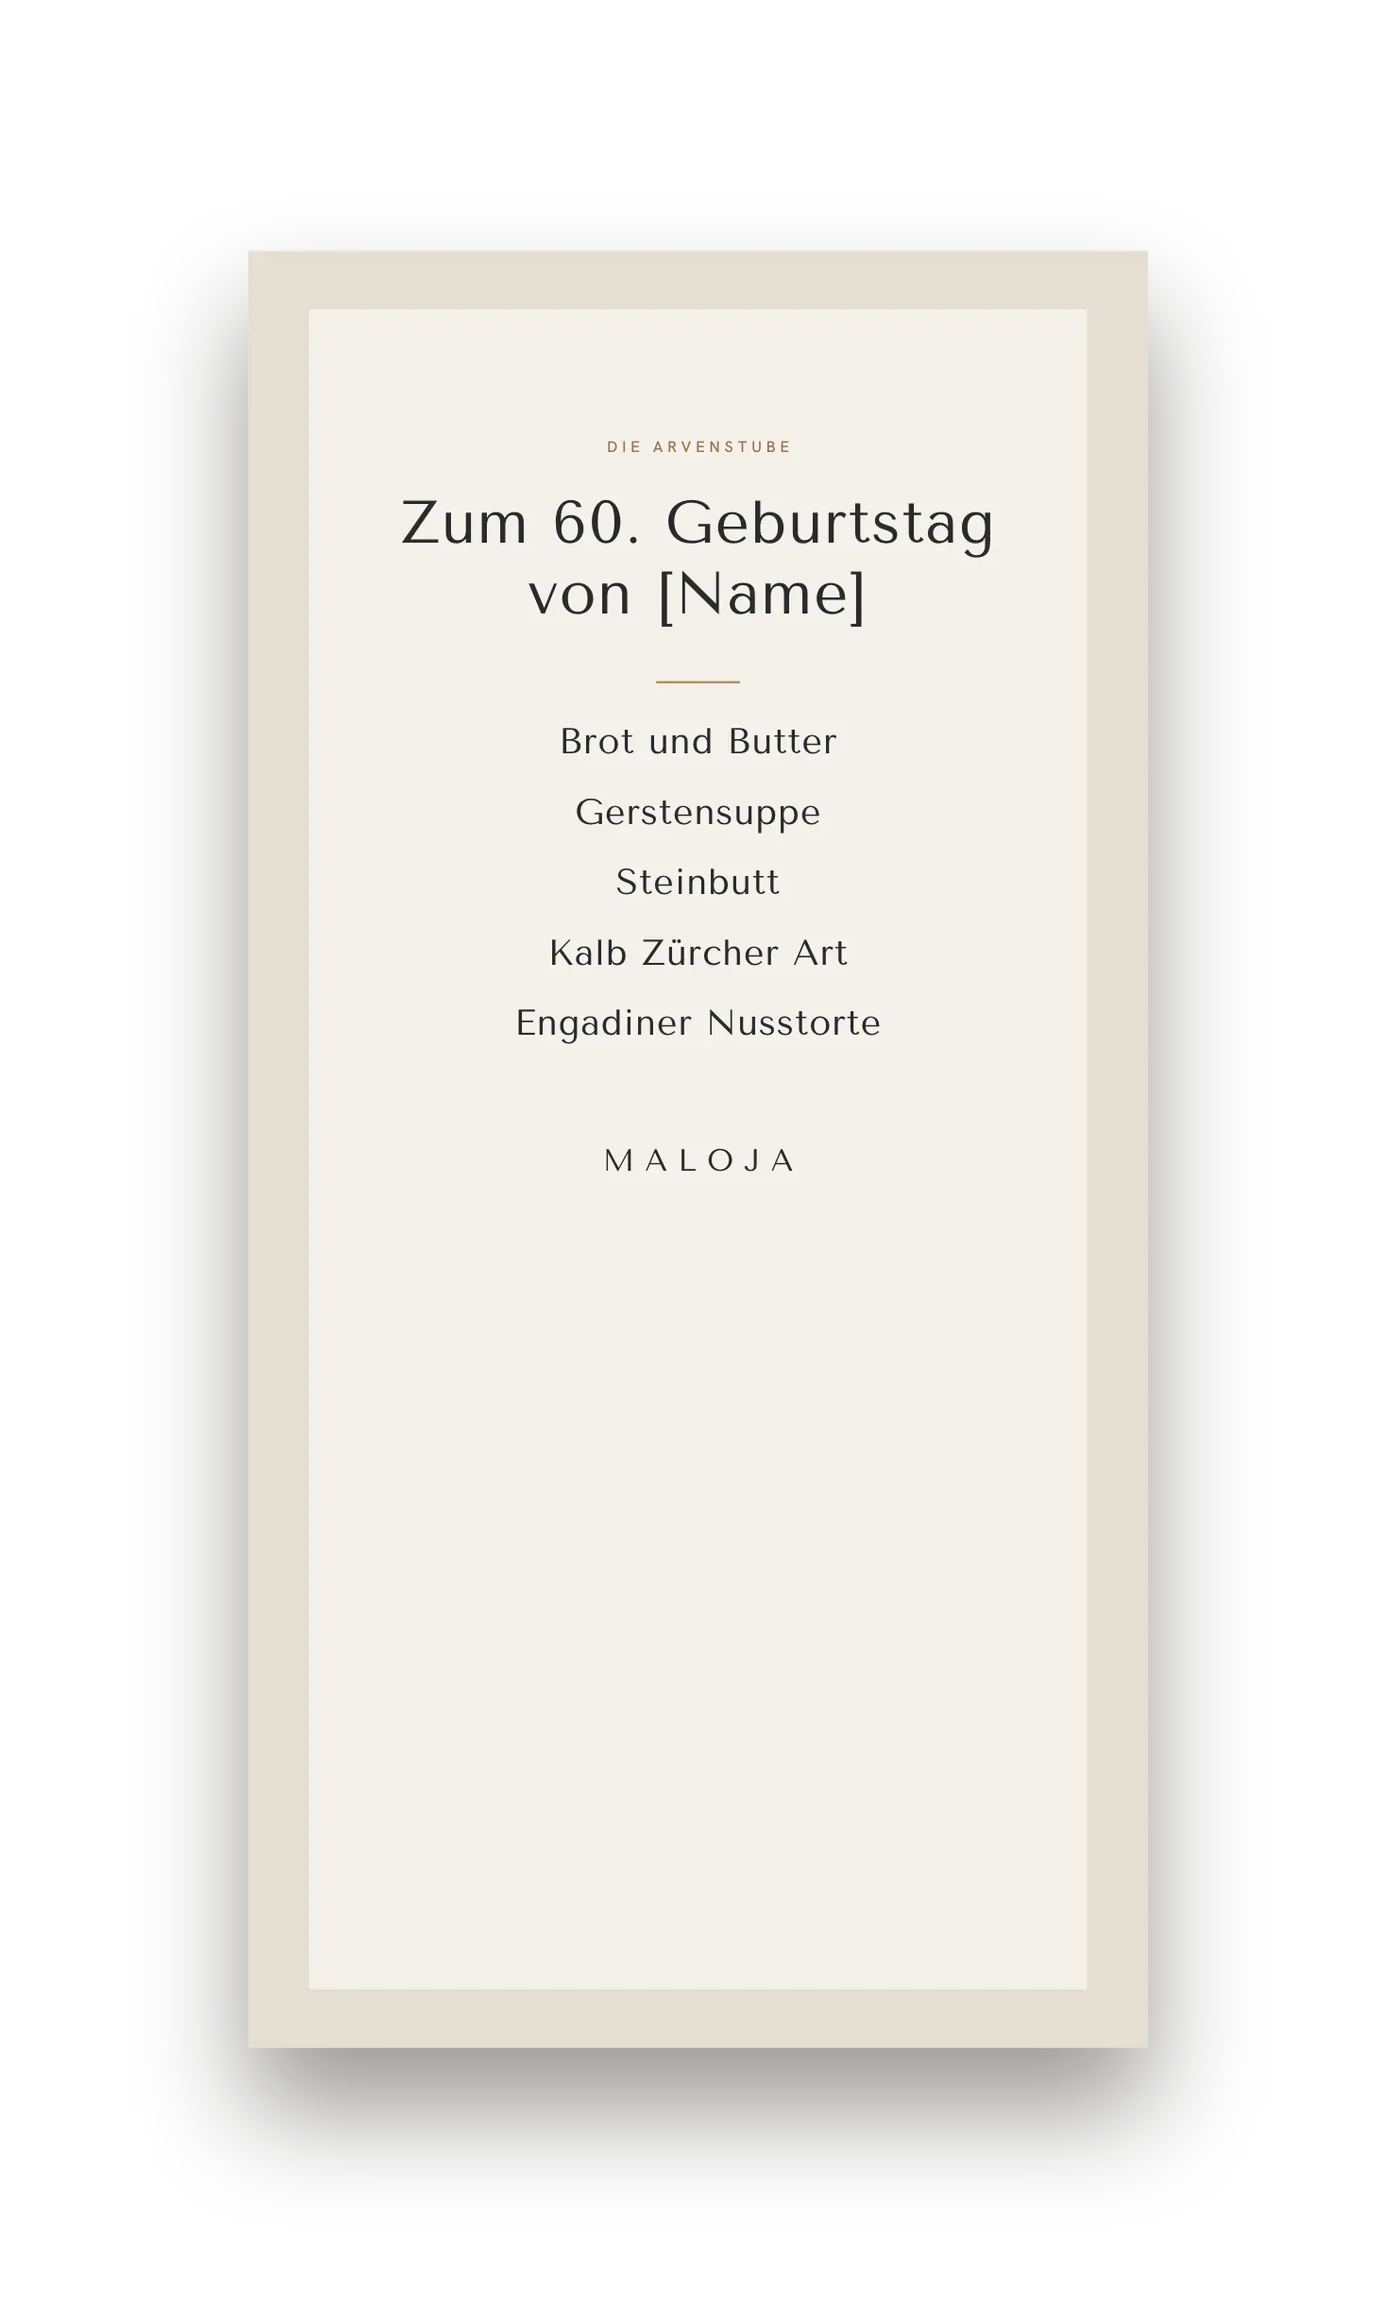 DIE ARVENSTUBE
Zum 60. Geburtstag
von [Name]
Brot und Butter
Gerstensuppe
Steinbutt
Kalb Zürcher Art
Engadiner Nusstorte
MALOJA